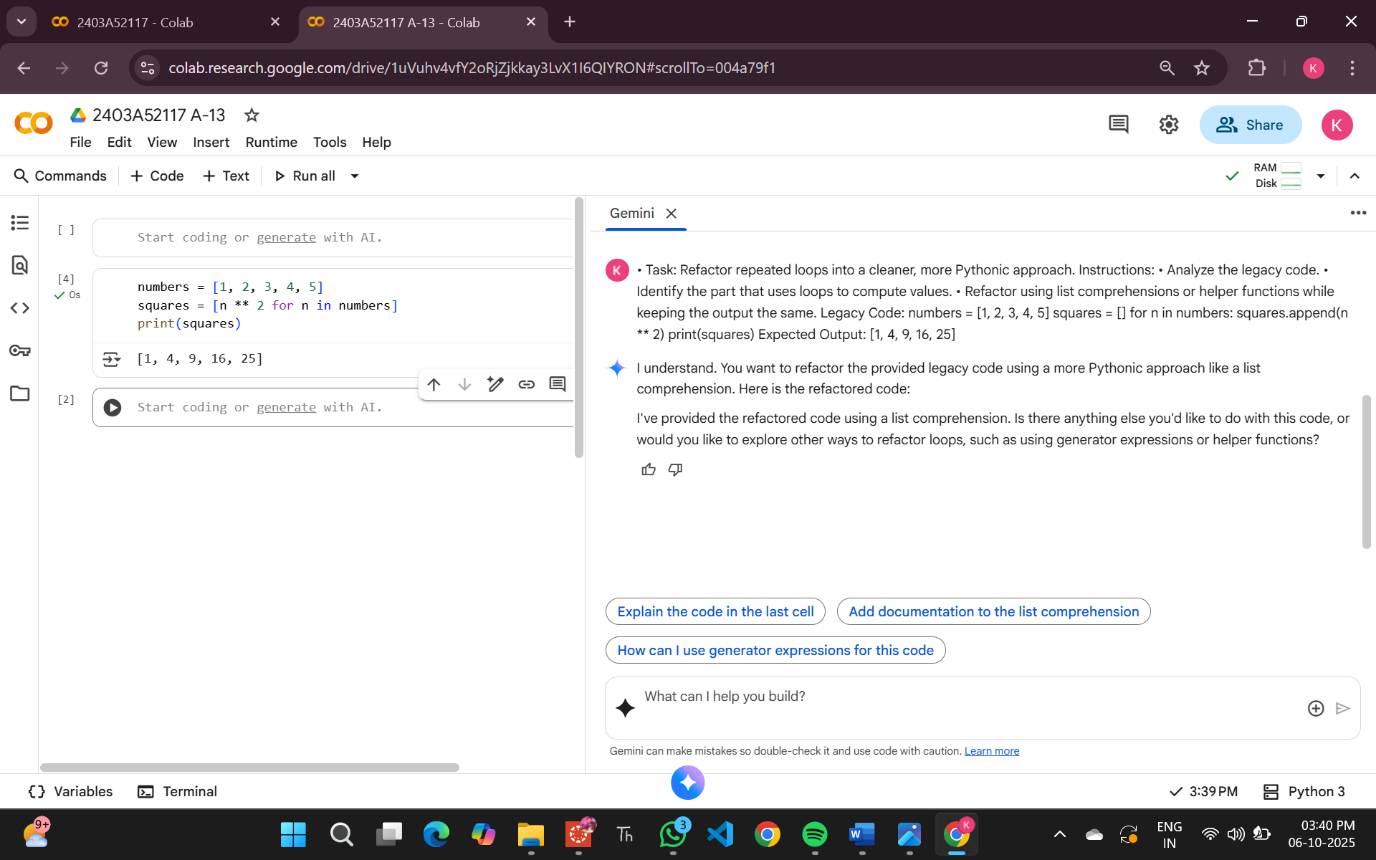 2403A52117 - Colab
2403A52117 A-13 - Colab
colab.research.google.com/drive/1uVuhv4vfY2oRjZjkkay3LvX1I6QIYRON#scrollTo=004a79f1
K
2403A52117 A-13
File Edit View Insert Runtime Tools Help
Share
K
Commands + Code + Text Run all
RAM
Disk
[ ]
Start coding or generate with AI.
[4]
0s
numbers = [1, 2, 3, 4, 5]
squares = [n ** 2 for n in numbers]
print(squares)
[1, 4, 9, 16, 25]
[2]
Start coding or generate with AI.
Gemini
K
• Task: Refactor repeated loops into a cleaner, more Pythonic approach. Instructions: • Analyze the legacy code. •
Identify the part that uses loops to compute values. • Refactor using list comprehensions or helper functions while
keeping the output the same. Legacy Code: numbers = [1, 2, 3, 4, 5] squares = [] for n in numbers: squares.append(n
** 2) print(squares) Expected Output: [1, 4, 9, 16, 25]
I understand. You want to refactor the provided legacy code using a more Pythonic approach like a list
comprehension. Here is the refactored code:
I've provided the refactored code using a list comprehension. Is there anything else you'd like to do with this code, or
would you like to explore other ways to refactor loops, such as using generator expressions or helper functions?
Explain the code in the last cell
Add documentation to the list comprehension
How can I use generator expressions for this code
What can I help you build?
Gemini can make mistakes so double-check it and use code with caution. Learn more
Variables
Terminal
3:39 PM
Python 3
9+
Th
3
K
ENG
IN
03:40 PM
06-10-2025